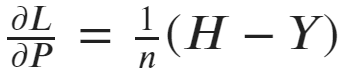 ∂L/∂P = 1/n (H − Y)